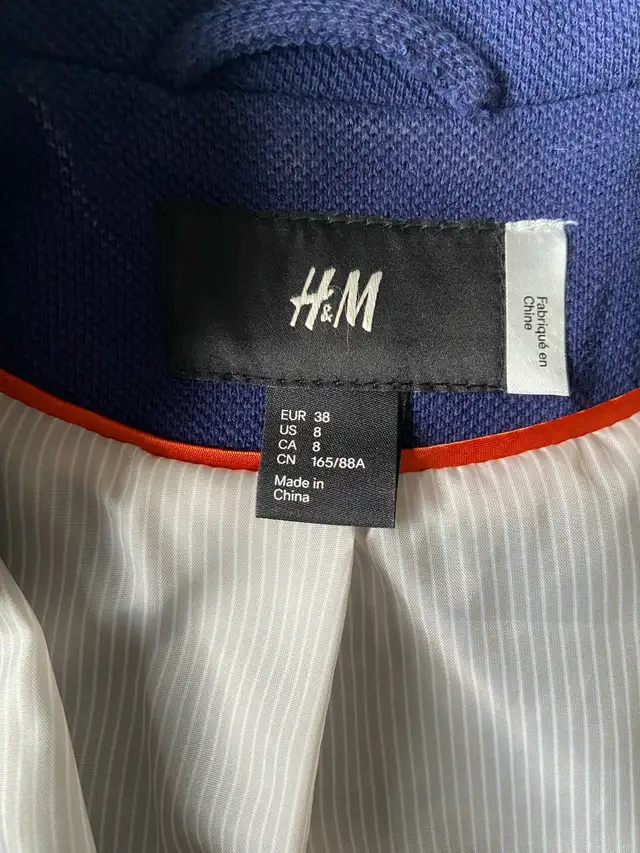 H&M
Fabriqué en
Chine
EUR 38
US 8
CA 8
CN 165/88A
Made in
China